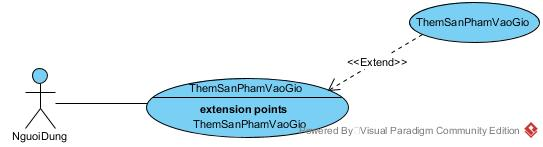 ThemSanPhamVaoGio
<<Extend>>
ThemSanPhamVaoGio
extension points
ThemSanPhamVaoGio
Powered By Visual Paradigm Community Edition
NguoiDung